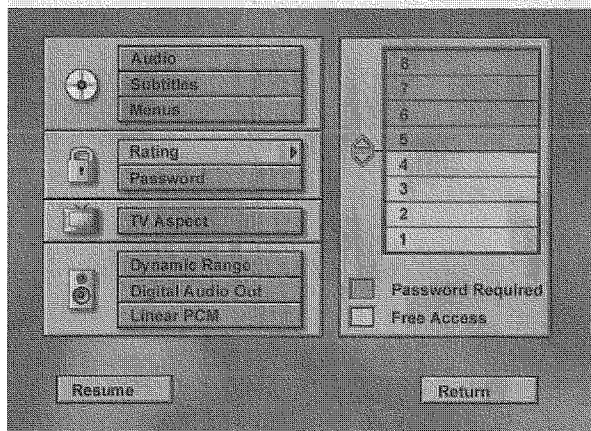 Audio
Subtitles
Menus
Rating
Password
TV Aspect
Dynamic Range
Digital Audio Out
Linear PCM
8
7
6
5
4
3
2
1
Password Required
Free Access
Resume
Return